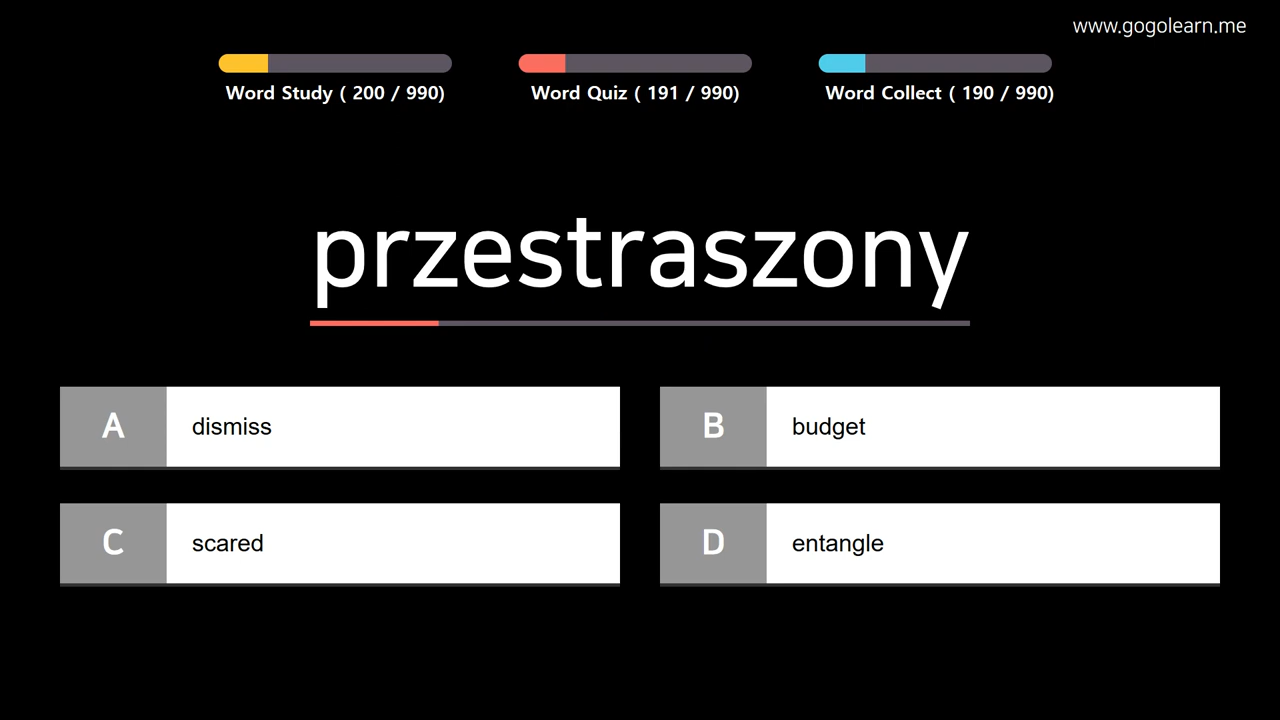 www.gogolearn.me
Word Study ( 200 / 990)
Word Quiz ( 191 / 990)
Word Collect ( 190 / 990)
przestraszony
A dismiss
B budget
C scared
D entangle